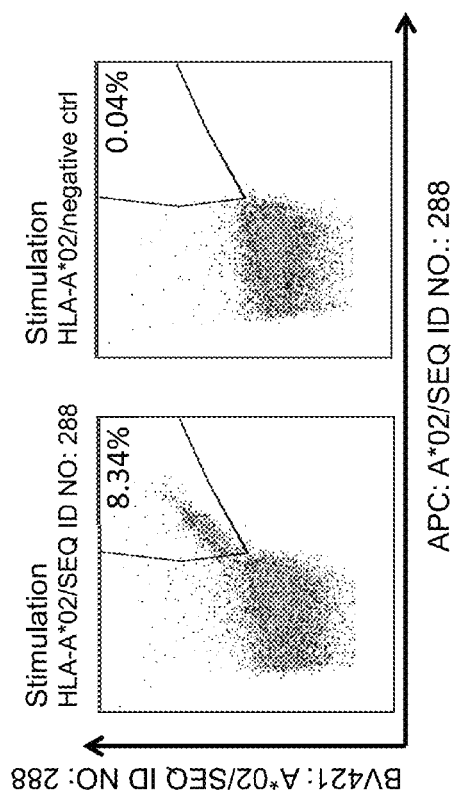 Stimulation
HLA-A*02/SEQ ID NO: 288
8.34%
Stimulation
HLA-A*02/negative ctrl
0.04%
BV421: A*02/SEQ ID NO: 288
APC: A*02/SEQ ID NO.: 288